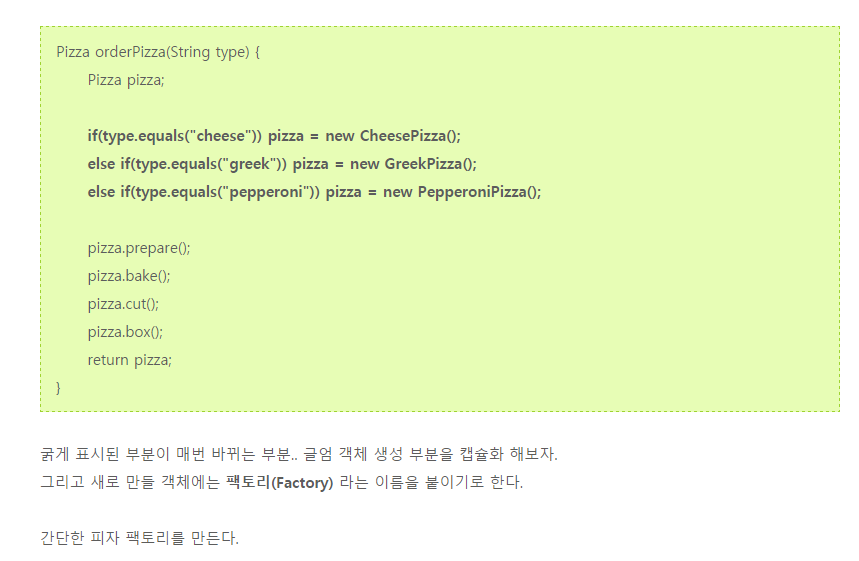 Pizza orderPizza(String type) {
Pizza pizza;
if(type.equals("cheese")) pizza = new CheesePizza();
else if(type.equals("greek")) pizza = new GreekPizza();
else if(type.equals("pepperoni")) pizza = new PepperoniPizza();
pizza.prepare();
pizza.bake();
pizza.cut();
pizza.box();
return pizza;
}
굵게 표시된 부분이 매번 바뀌는 부분.. 글엄 객체 생성 부분을 캡슐화 해보자.
그리고 새로 만들 객체에는 팩토리(Factory) 라는 이름을 붙이기로 한다.
간단한 피자 팩토리를 만든다.